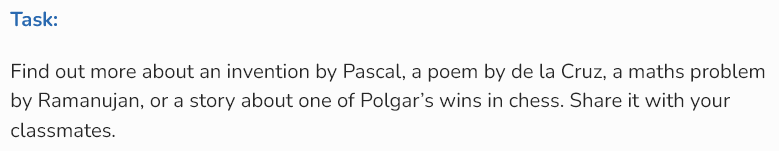 Task:
Find out more about an invention by Pascal, a poem by de la Cruz, a maths problem
by Ramanujan, or a story about one of Polgar’s wins in chess. Share it with your
classmates.